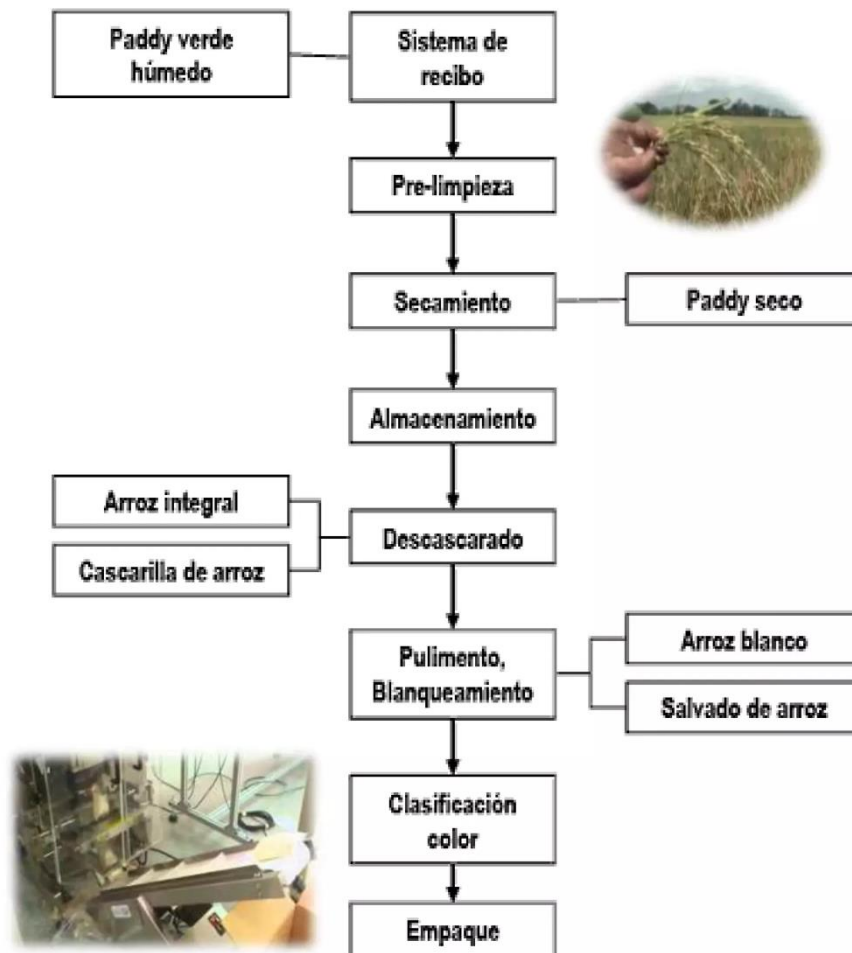 Paddy verde
húmedo
Sistema de
recibo
Pre-limpieza
Secamiento
Paddy seco
Almacenamiento
Arroz integral
Cascarilla de arroz
Descascarado
Pulimento,
Blanqueamiento
Arroz blanco
Salvado de arroz
Clasificación
color
Empaque